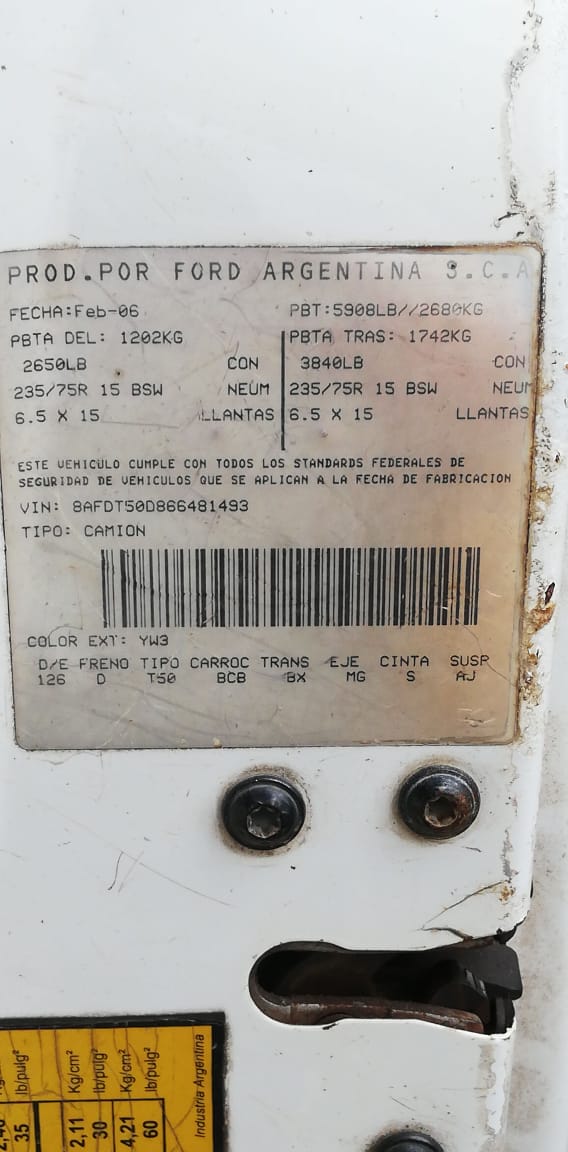 PROD.POR FORD ARGENTINA S.C.A
FECHA:Feb-06 PBT:5908LB//2680KG
PBTA DEL: 1202KG PBTA TRAS: 1742KG
2650LB CON 3840LB CON
235/75R 15 BSW NEUM 235/75R 15 BSW NEUM
6.5 X 15 LLANTAS 6.5 X 15 LLANTAS
ESTE VEHICULO CUMPLE CON TODOS LOS STANDARDS FEDERALES DE
SEGURIDAD DE VEHICULOS QUE SE APLICAN A LA FECHA DE FABRICACION
VIN: 8AFDT50D866481493
TIPO: CAMION
COLOR EXT: YW3
D/E FRENO TIPO CARROC TRANS EJE CINTA SUSP
126 D T50 BCB BX MG S AJ
lb/pulg²
35
Kg/cm²
2,11
lb/pulg²
30
Kg/cm²
4,21
lb/pulg²
60
Industria Argentina